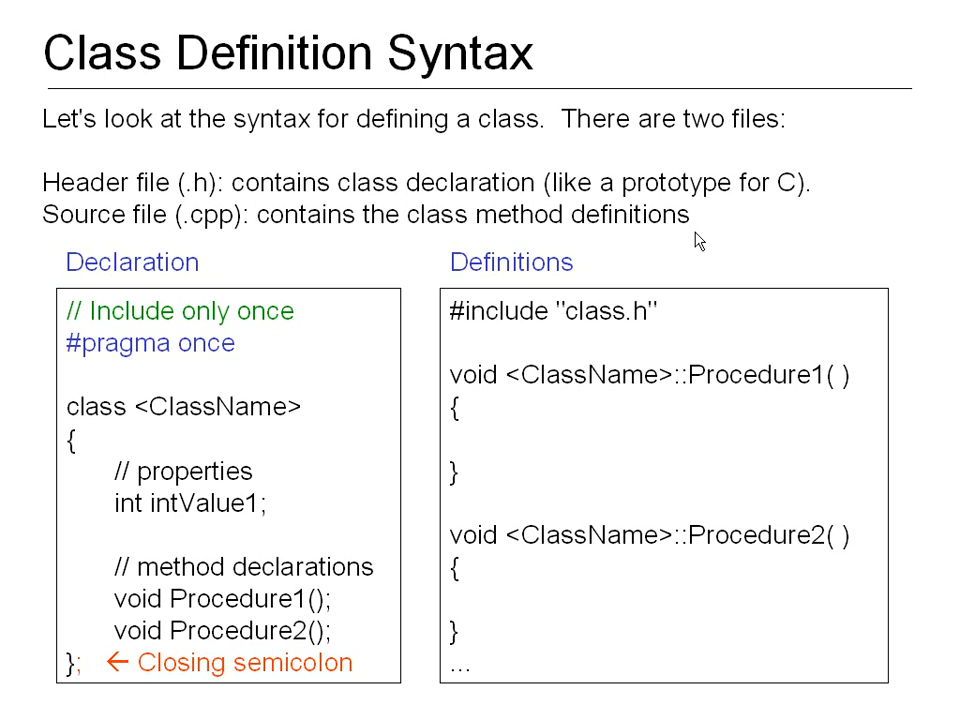 Class Definition Syntax
Let's look at the syntax for defining a class.  There are two files:
Header file (.h): contains class declaration (like a prototype for C).
Source file (.cpp): contains the class method definitions
Declaration
// Include only once
#pragma once
class <ClassName>
{
// properties
int intValue1;
// method declarations
void Procedure1();
void Procedure2();
}; ← Closing semicolon
Definitions
#include "class.h"
void <ClassName>::Procedure1( )
{
}
void <ClassName>::Procedure2( )
{
}
...